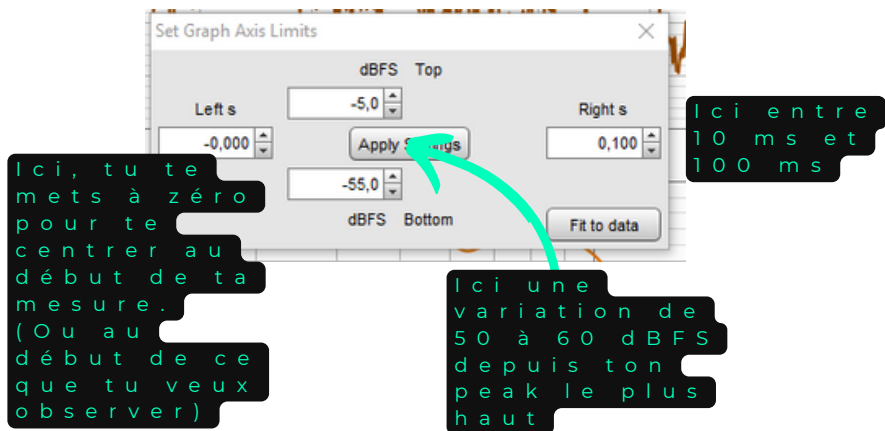 Set Graph Axis Limits
dBFS Top
-5,0
Left s
Right s
-0,000
Apply Settings
0,100
-55,0
dBFS Bottom
Fit to data
Ici entre
10 ms et
100 ms
Ici, tu te
mets à zéro
pour te
centrer au
début de ta
mesure.
(Ou au
début de ce
que tu veux
observer)
Ici une
variation de
50 à 60 dBFS
depuis ton
peak le plus
haut